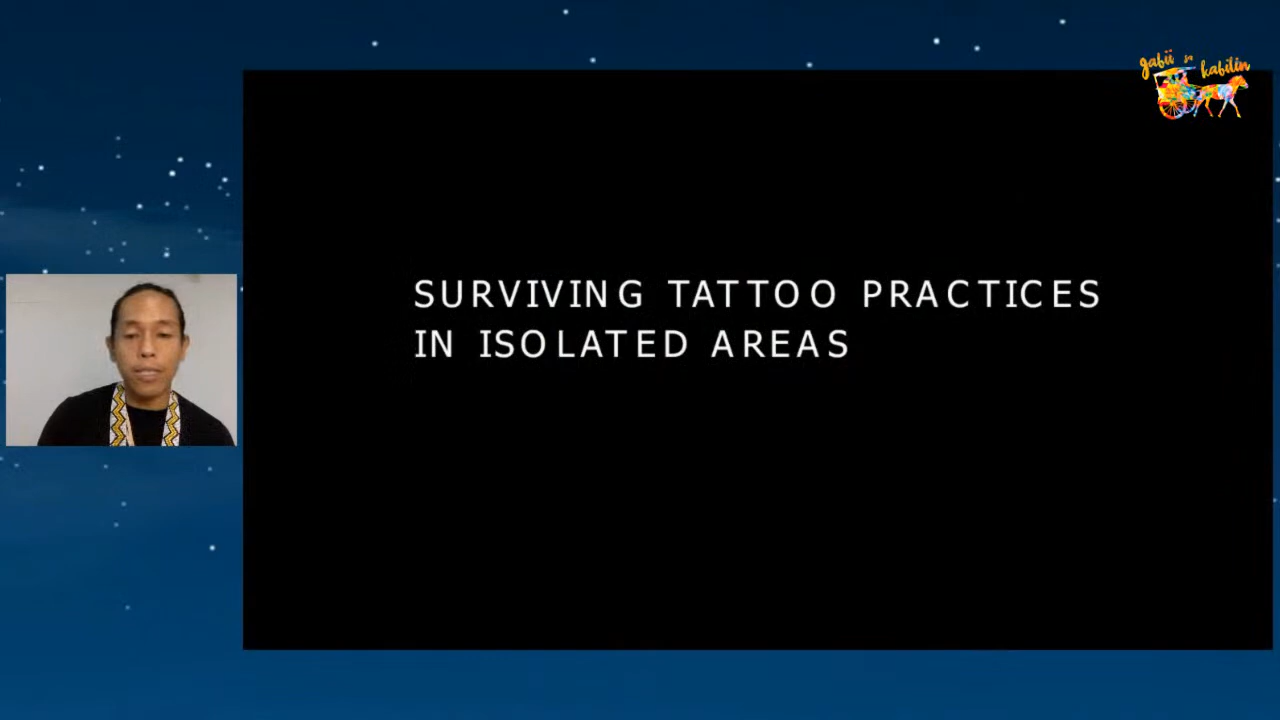 gabii sa kabilin
SURVIVING TATTOO PRACTICES
IN ISOLATED AREAS